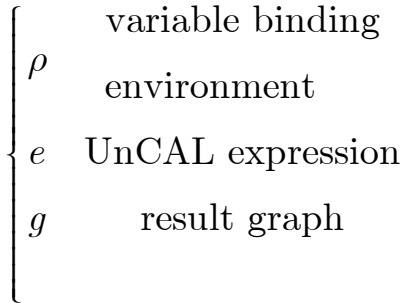 variable binding
ρ
environment
e UnCAL expression
g result graph